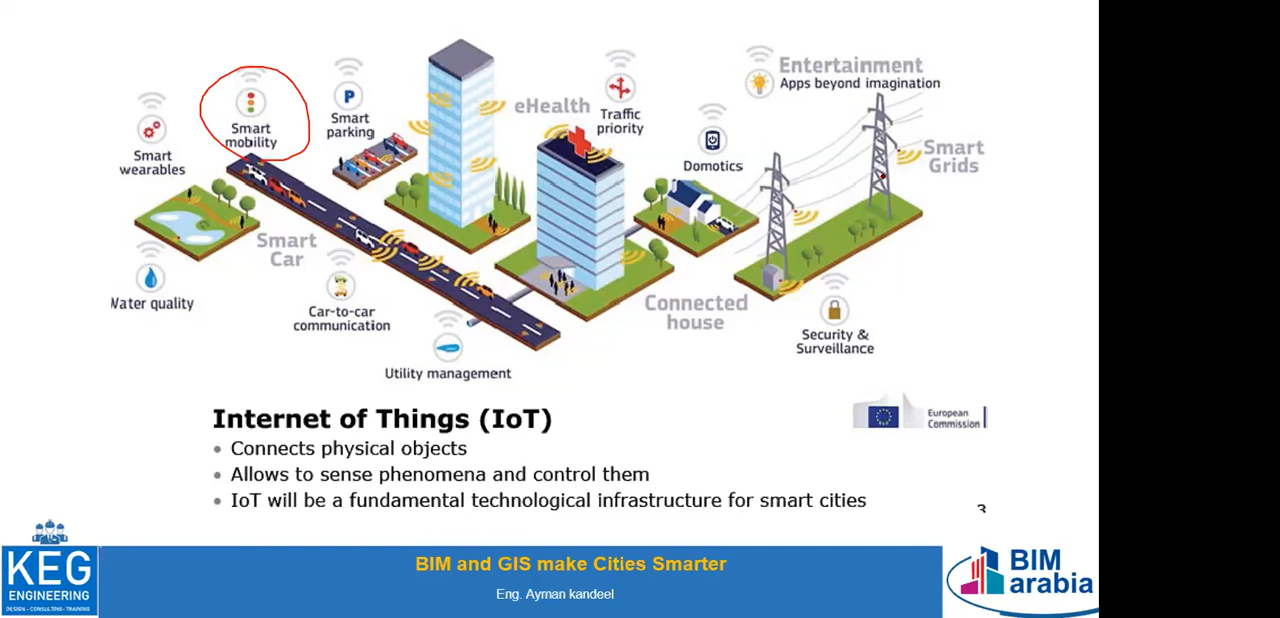 Entertainment
Apps beyond imagination
eHealth
Traffic
priority
Smart
parking
P
Smart
mobility
Smart
wearables
Domotics
Smart
Grids
Smart
Car
Water quality
Car-to-car
communication
Connected
house
Security &
Surveillance
Utility management
Internet of Things (IoT)
European
Commission
• Connects physical objects
• Allows to sense phenomena and control them
• IoT will be a fundamental technological infrastructure for smart cities
3
KEG
ENGINEERING
DESIGN - CONSULTING - TRAINING
BIM and GIS make Cities Smarter
Eng. Ayman kandeel
BIM
arabia